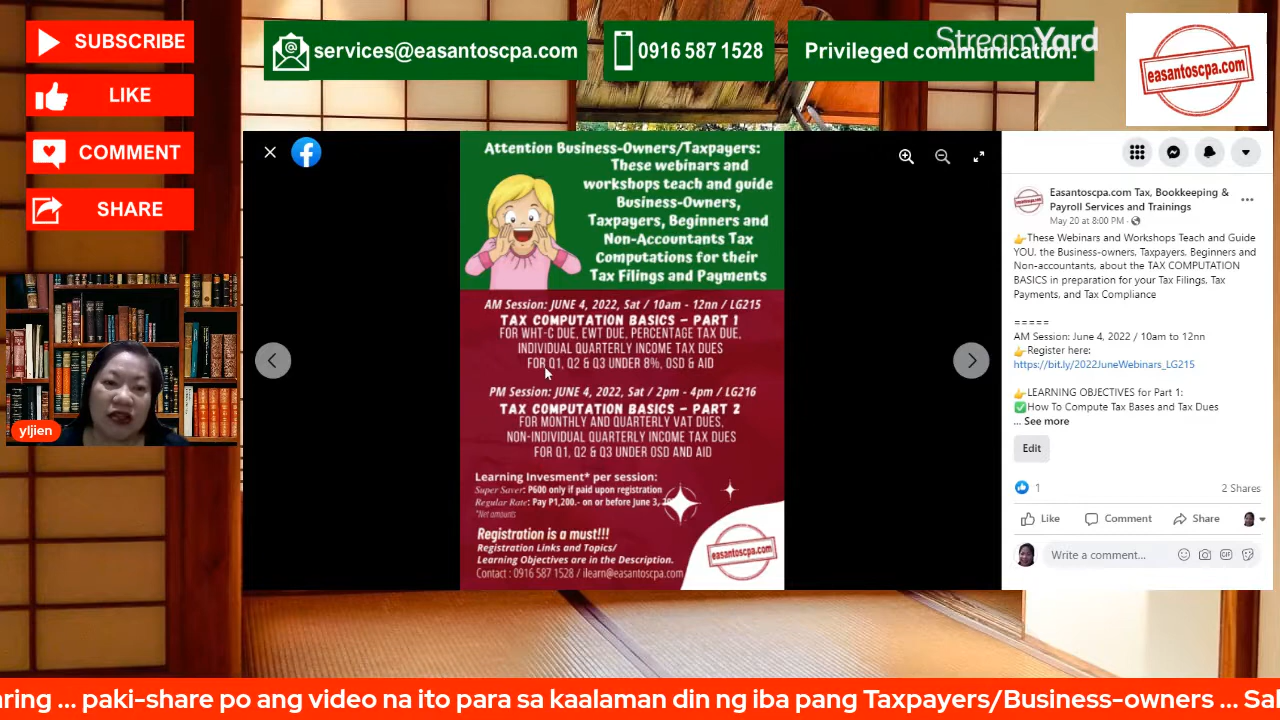 SUBSCRIBE
LIKE
COMMENT
SHARE
services@easantoscpa.com
0916 587 1528
Privileged communication.
StreamYard
easantoscpa.com
yljien
Attention Business-Owners/Taxpayers:
These webinars and
workshops teach and guide
Business-Owners,
Taxpayers, Beginners and
Non-Accountants Tax
Computations for their
Tax Filings and Payments
AM Session: JUNE 4, 2022, Sat / 10am - 12nn / LG215
TAX COMPUTATION BASICS – PART 1
FOR WHT-C DUE, EWT DUE, PERCENTAGE TAX DUE,
INDIVIDUAL QUARTERLY INCOME TAX DUES
FOR Q1, Q2 & Q3 UNDER 8%, OSD & AID
PM Session: JUNE 4, 2022, Sat / 2pm - 4pm / LG216
TAX COMPUTATION BASICS – PART 2
FOR MONTHLY AND QUARTERLY VAT DUES,
NON-INDIVIDUAL QUARTERLY INCOME TAX DUES
FOR Q1, Q2 & Q3 UNDER OSD AND AID
Learning Invesment* per session:
Super Saver: P600 only if paid upon registration
Regular Rate: Pay P1,200.- on or before June 3,
*Net amounts
Registration is a must!!!
Registration Links and Topics/
Learning Objectives are in the Description.
Contact : 0916 587 1528 / ilearn@easantoscpa.com
easantoscpa.com
Easantoscpa.com Tax, Bookkeeping &
Payroll Services and Trainings
May 20 at 8:00 PM ·
👉These Webinars and Workshops Teach and Guide
YOU, the Business-owners, Taxpayers, Beginners and
Non-accountants, about the TAX COMPUTATION
BASICS in preparation for your Tax Filings, Tax
Payments, and Tax Compliance
=====
AM Session: June 4, 2022 / 10am to 12nn
👉Register here:
https://bit.ly/2022JuneWebinars_LG215
👉LEARNING OBJECTIVES for Part 1:
✅How To Compute Tax Bases and Tax Dues
... See more
Edit
1
2 Shares
Like
Comment
Share
Write a comment...
aring ... paki-share po ang video na ito para sa kaalaman din ng iba pang Taxpayers/Business-owners ... Sal